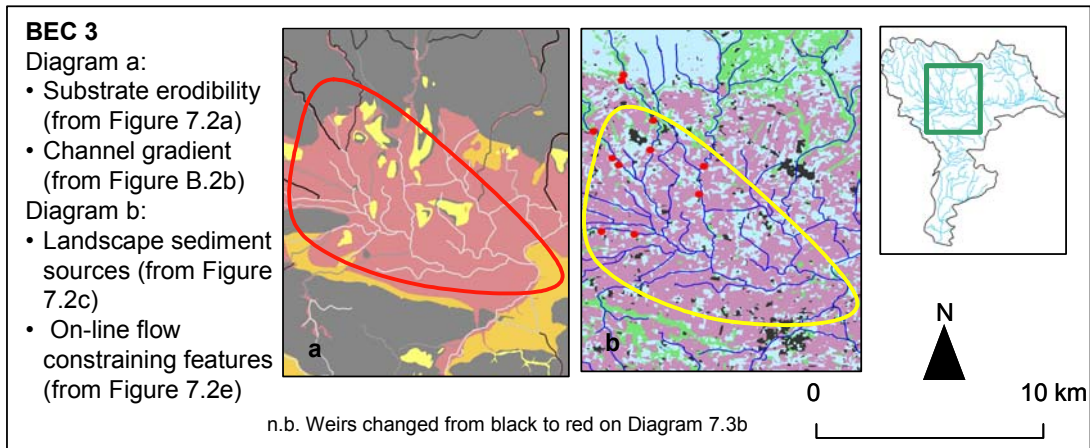 BEC 3
Diagram a:
• Substrate erodibility
(from Figure 7.2a)
• Channel gradient
(from Figure B.2b)
Diagram b:
• Landscape sediment
sources (from Figure
7.2c)
• On-line flow
constraining features
(from Figure 7.2e)
a
b
N
0 10 km
n.b. Weirs changed from black to red on Diagram 7.3b